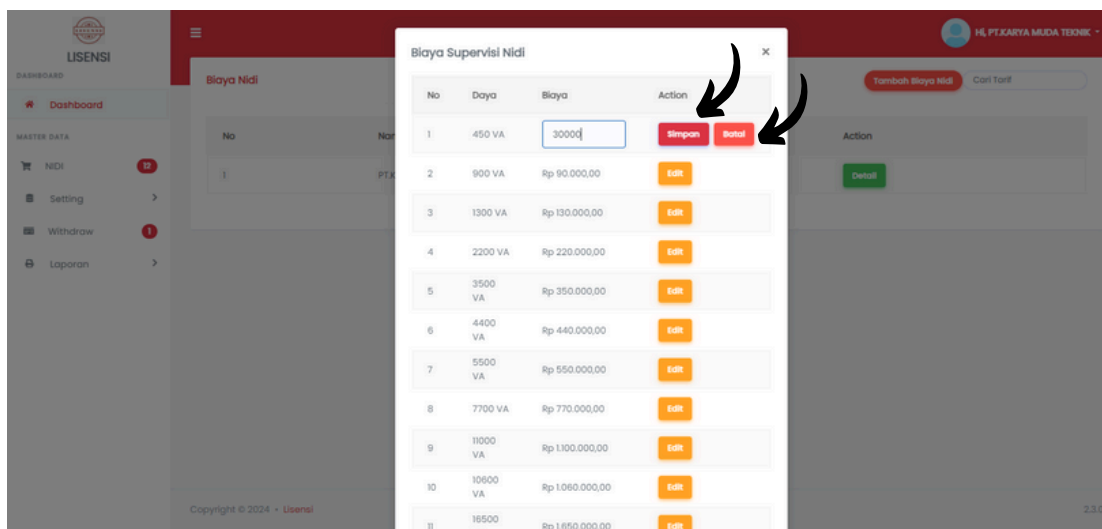 LISENSI
DASHBOARD
Dashboard
MASTER DATA
NIDI 12
Setting
Withdraw 1
Laporan
Hi, PT.KARYA MUDA TEKNIK
Biaya Nidi
Tambah Biaya Nidi Cari Tarif
No Action
1 Detail
Biaya Supervisi Nidi ×
No Daya Biaya Action
1 450 VA 30000 Simpan Batal
2 900 VA Rp 90.000,00 Edit
3 1300 VA Rp 130.000,00 Edit
4 2200 VA Rp 220.000,00 Edit
5 3500 VA Rp 350.000,00 Edit
6 4400 VA Rp 440.000,00 Edit
7 5500 VA Rp 550.000,00 Edit
8 7700 VA Rp 770.000,00 Edit
9 11000 VA Rp 1.100.000,00 Edit
10 10600 VA Rp 1.060.000,00 Edit
11 16500 Rp 1.650.000,00 Edit
Copyright © 2024 • Lisensi
2.3.0